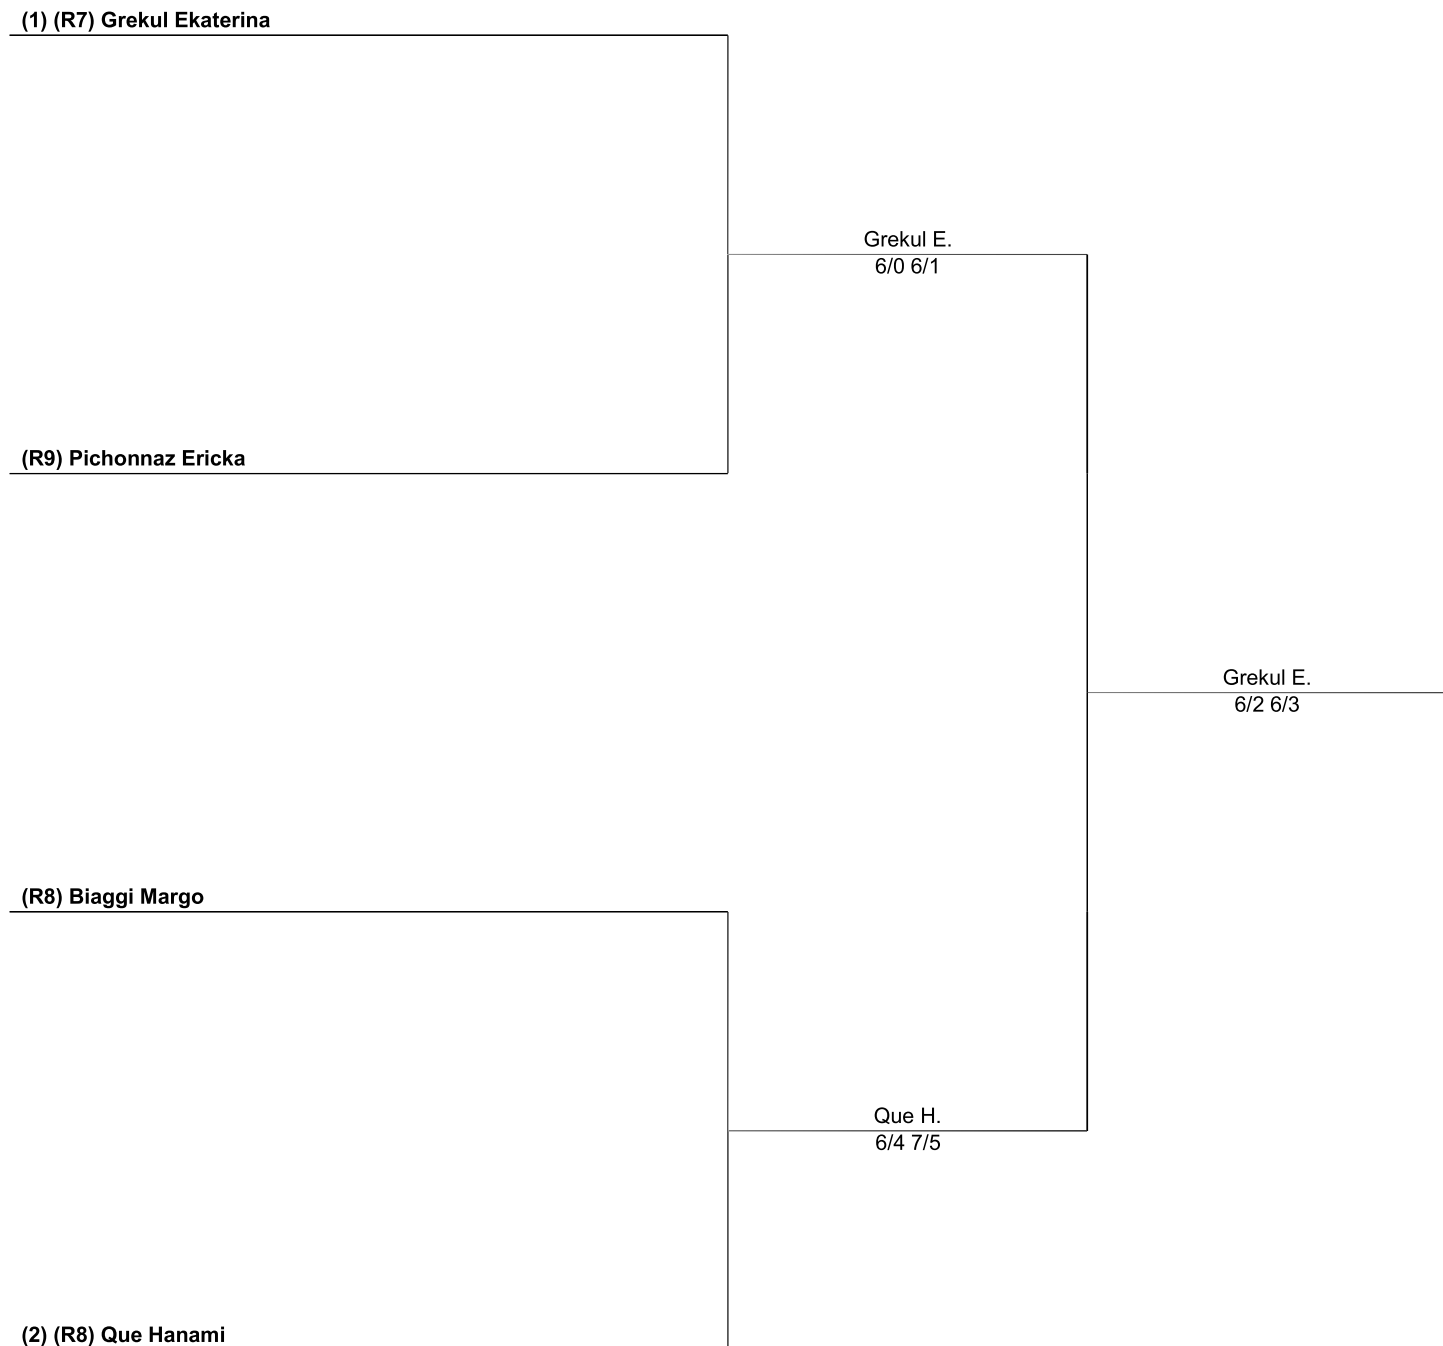 (1) (R7) Grekul Ekaterina
Grekul E.
6/0 6/1
(R9) Pichonnaz Ericka
Grekul E.
6/2 6/3
(R8) Biaggi Margo
Que H.
6/4 7/5
(2) (R8) Que Hanami